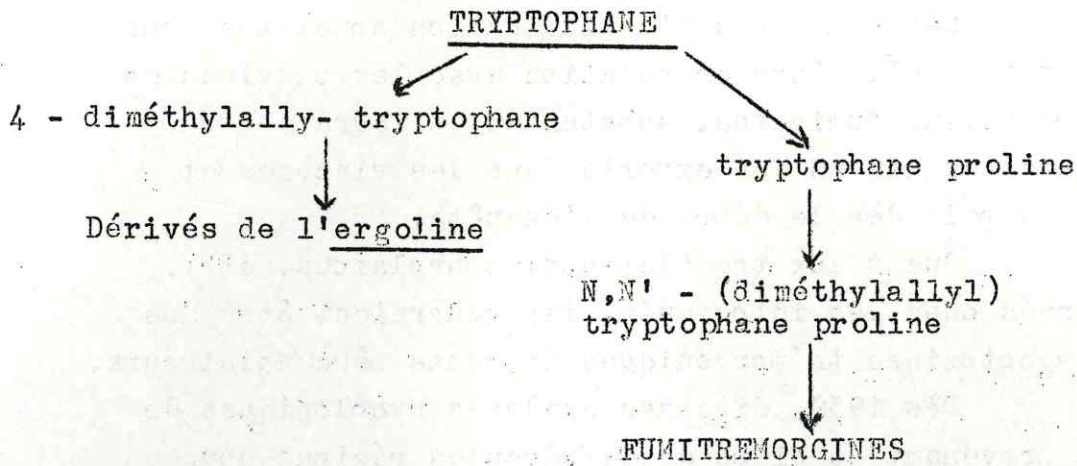 TRYPTOPHANE
4 - diméthylally- tryptophane
tryptophane proline
Dérivés de l'ergoline
N,N' - (diméthylallyl)
tryptophane proline
FUMITREMORGINES